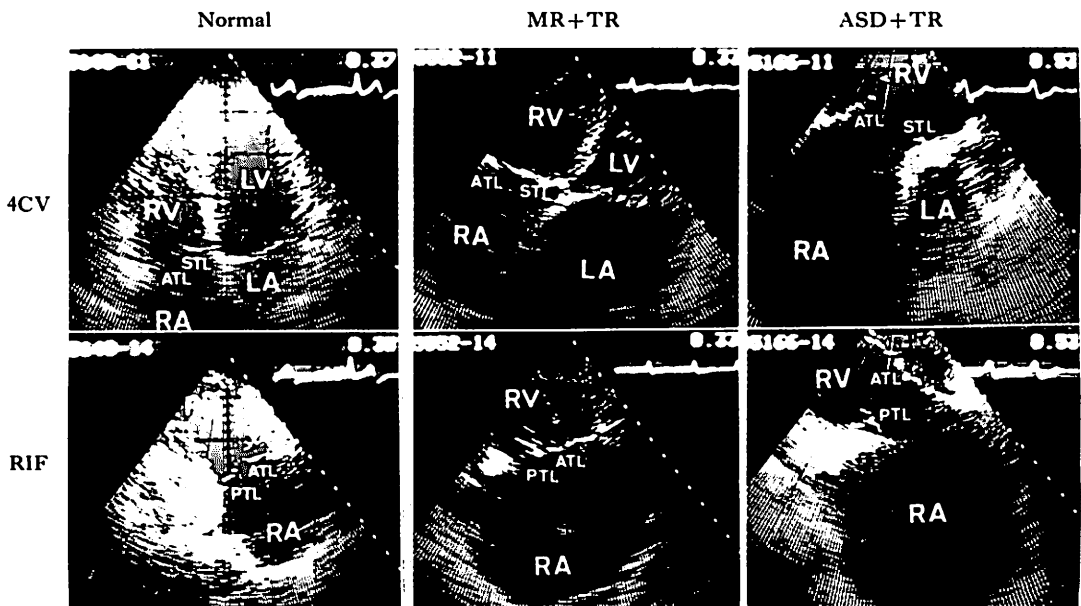 Normal
MR+TR
ASD+TR
4CV
RV
LV
STL
ATL
LA
RA
RV
LV
ATL
STL
RA
LA
RV
ATL
STL
LA
RA
RIF
ATL
PTL
RA
RV
ATL
PTL
RA
RV
ATL
PTL
RA